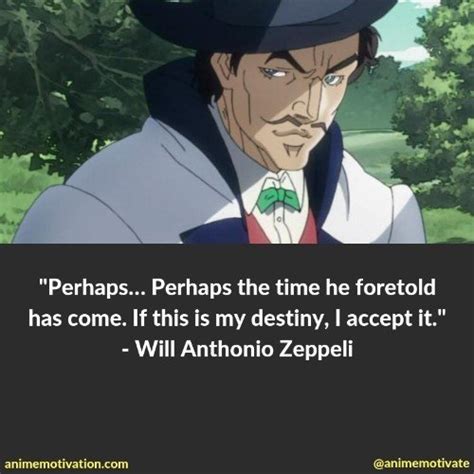 "Perhaps... Perhaps the time he foretold
has come. If this is my destiny, I accept it."
- Will Anthonio Zeppeli
animemotivation.com
@animemotivate